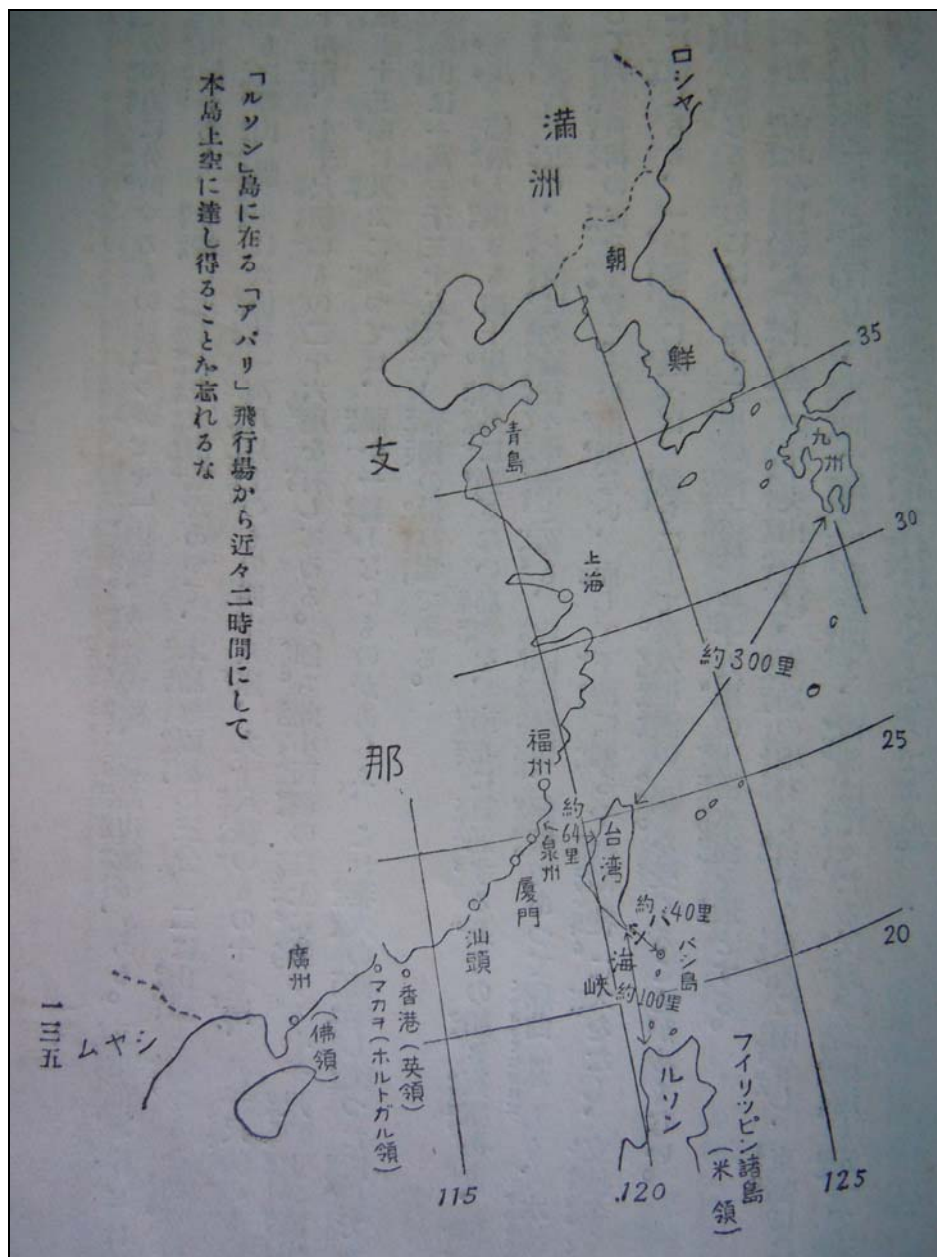 「ルソン」島に在る「アパリ」飛行場から近々二時間にして
本島上空に達し得ることを忘れるな
ロシヤ
満洲
朝
鮮
35
九州
青島
支
30
上海
約300里
25
福州
那
約64里
泉州
台湾
厦門
約40里
バ
シ
バシ島
20
汕頭
海
峡
約100里
廣州
香港(英領)
マカヲ(ホルトガル領)
(佛領)
シヤム
ルソン
フイリッピン諸島
(米領)
115
120
125
一三五